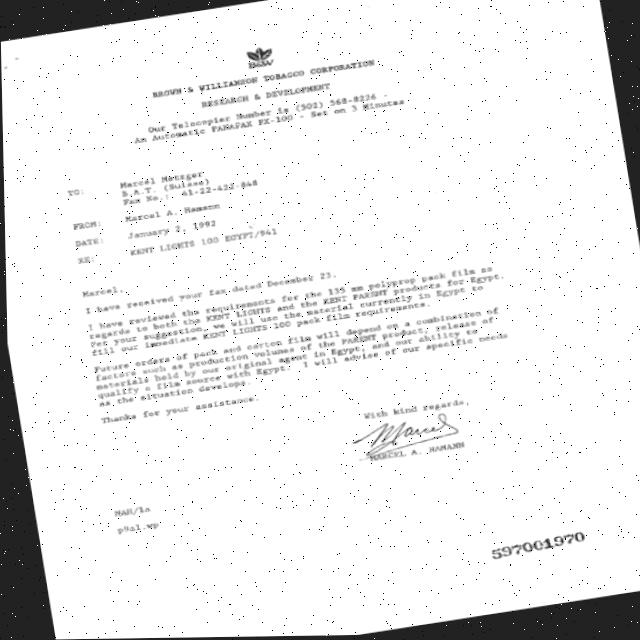 B&W
BROWN & WILLIAMSON TOBACCO CORPORATION
RESEARCH & DEVELOPMENT
Our Telecopier Number is (502) 568-8226 -
An Automatic PANAFAX PX-100 - Set on 3 Minutes
TO: Marcel Metzger
B.A.T. (Suisse)
Fax No.: 41-22-422-848
FROM: Marcel A. Hamann
DATE: January 2, 1992
RE: KENT LIGHTS 100 EGYPT/941
Marcel,
I have received your fax dated December 23.
I have reviewed the requirements for the 135 mm polyprop pack film as
regards to both the KENT LIGHTS and the KENT PARENT products for Egypt.
Per your suggestion, we will use the material currently in Egypt to
fill our immediate KENT LIGHTS 100 pack film requirements.
Future orders of pack and carton film will depend on a combination of
factors such as production volumes of the PARENT product, release of
materials held by our original agent in Egypt, and our ability to
qualify a film source with Egypt. I will advise of our specific needs
as the situation develops.
Thanks for your assistance.
With kind regards,
Marcel
MARCEL A. HAMANN
MAH/la
597001970